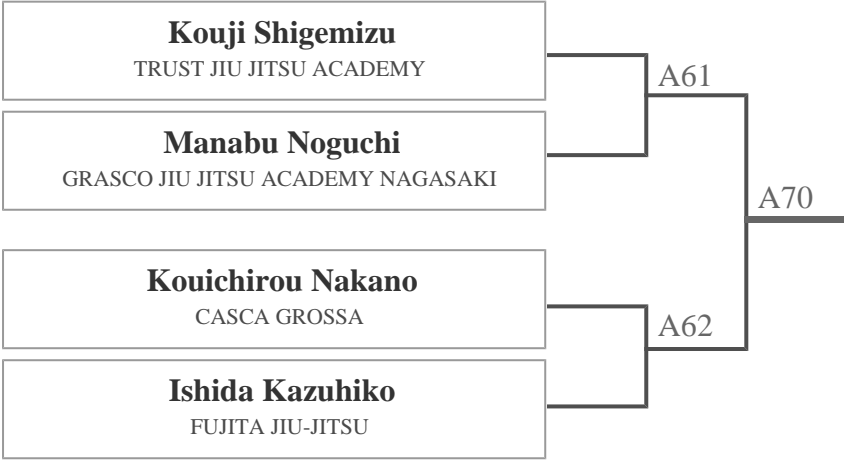 Kouji Shigemizu
TRUST JIU JITSU ACADEMY
A61
Manabu Noguchi
GRASCO JIU JITSU ACADEMY NAGASAKI
A70
Kouichirou Nakano
CASCA GROSSA
A62
Ishida Kazuhiko
FUJITA JIU-JITSU